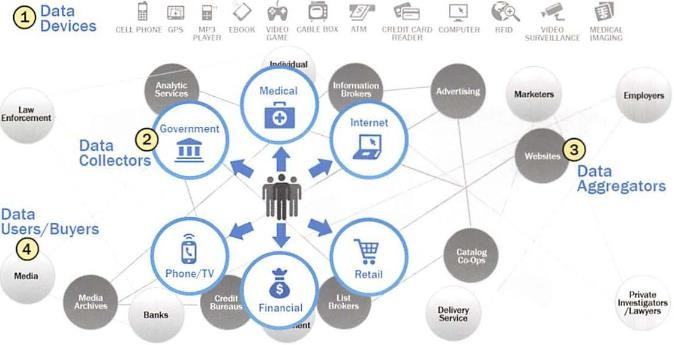 1 Data
Devices
CELL PHONE
GPS
MP3
PLAYER
EBOOK
VIDEO
GAME
CABLE BOX
ATM
CREDIT CARD
READER
COMPUTER
RFID
VIDEO
SURVEILLANCE
MEDICAL
IMAGING
Individual
Analytic
Services
Medical
Information
Brokers
Advertising
Marketers
Employers
Law
Enforcement
Government
Internet
2
Data
Collectors
Websites
3
Data
Aggregators
Data
Users/Buyers
4
Media
Phone/TV
Retail
Catalog
Co-Ops
Media
Archives
Banks
Credit
Bureaus
$
Financial
List
Brokers
Delivery
Service
Private
Investigators
/Lawyers